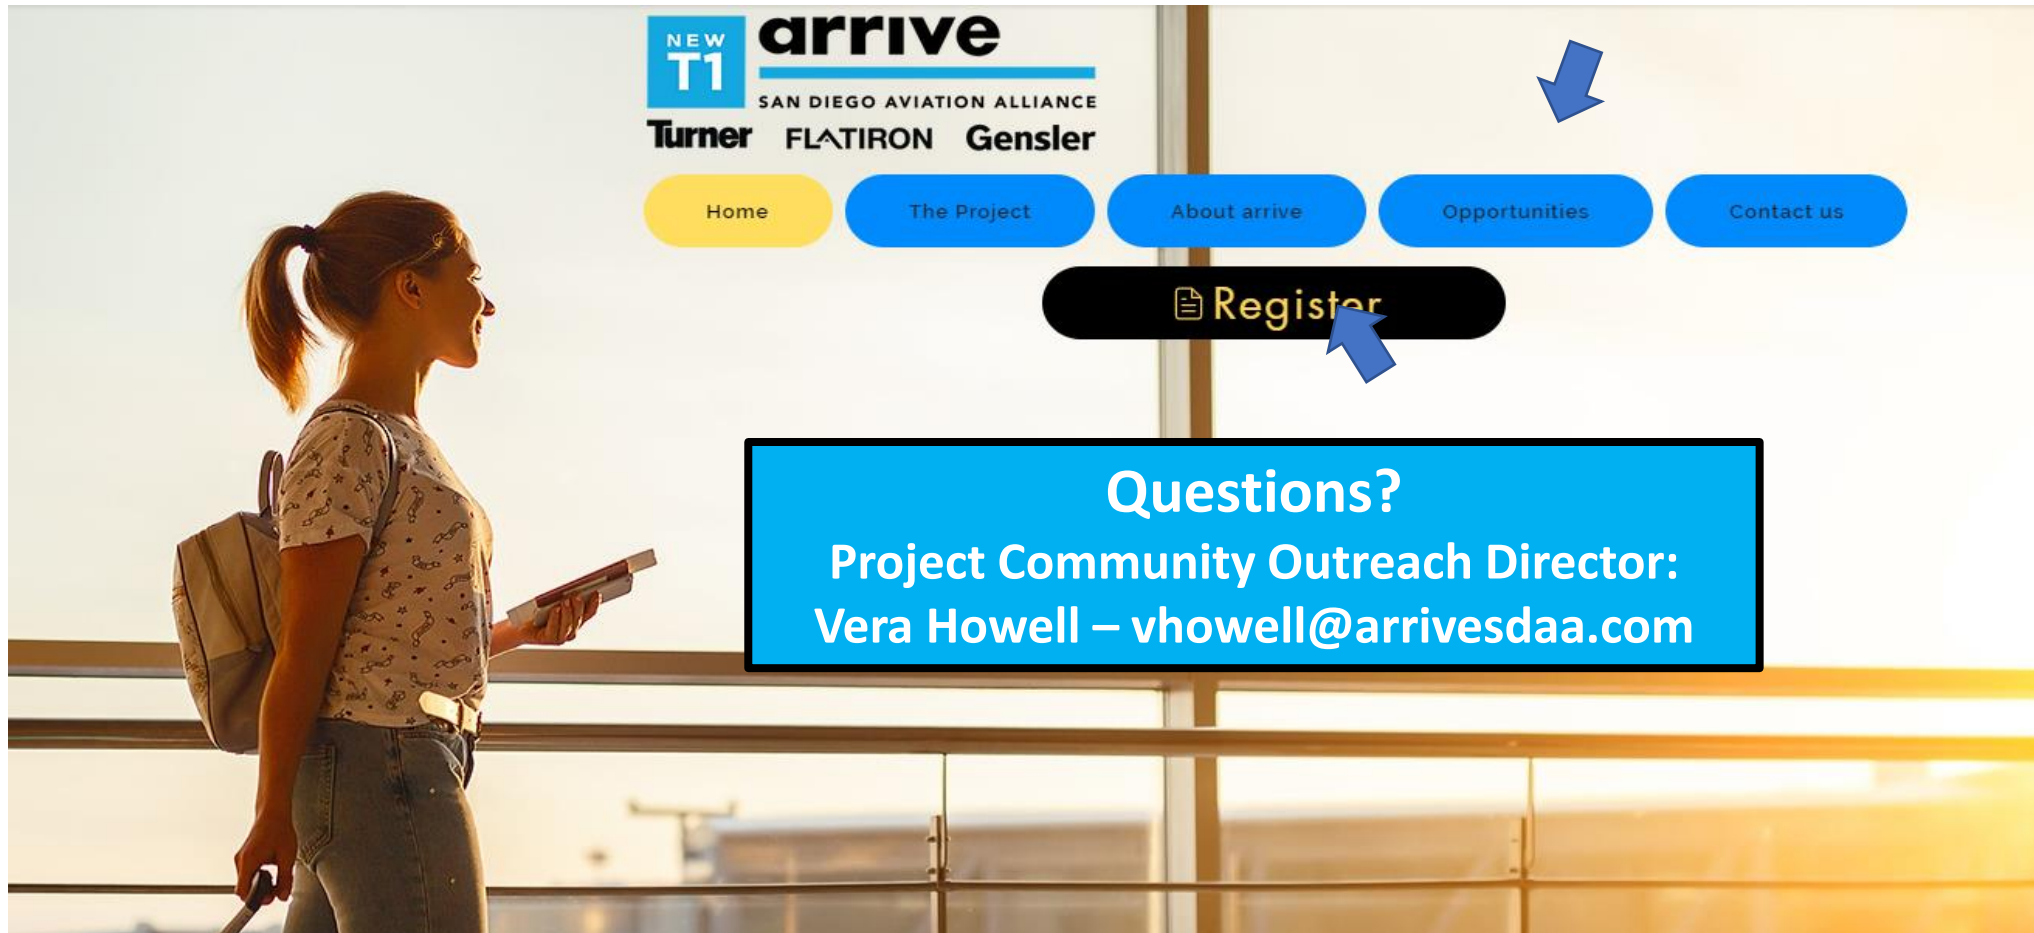 NEW
T1
arrive
SAN DIEGO AVIATION ALLIANCE
Turner FLATIRON Gensler
Home The Project About arrive Opportunities Contact us
Register
Questions?
Project Community Outreach Director:
Vera Howell – vhowell@arrivesdaa.com